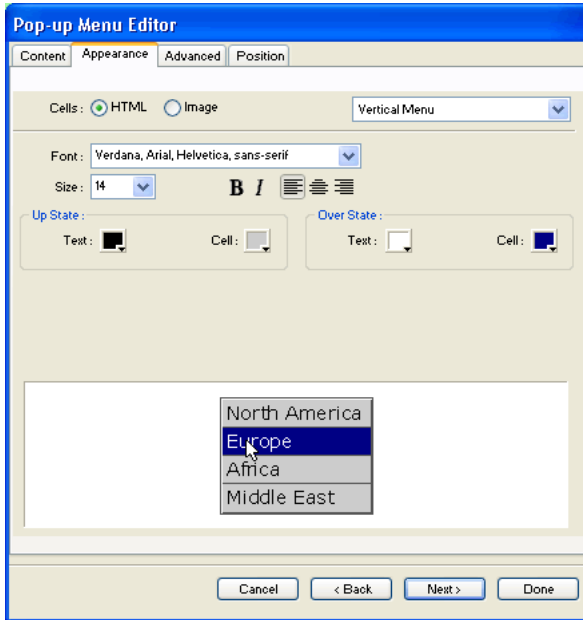 Pop-up Menu Editor
Content Appearance Advanced Position
Cells: HTML Image Vertical Menu
Font: Verdana, Arial, Helvetica, sans-serif
Size: 14 B I
Up State: Over State:
Text: Cell: Text: Cell:
North America
Europe
Africa
Middle East
Cancel < Back Next > Done